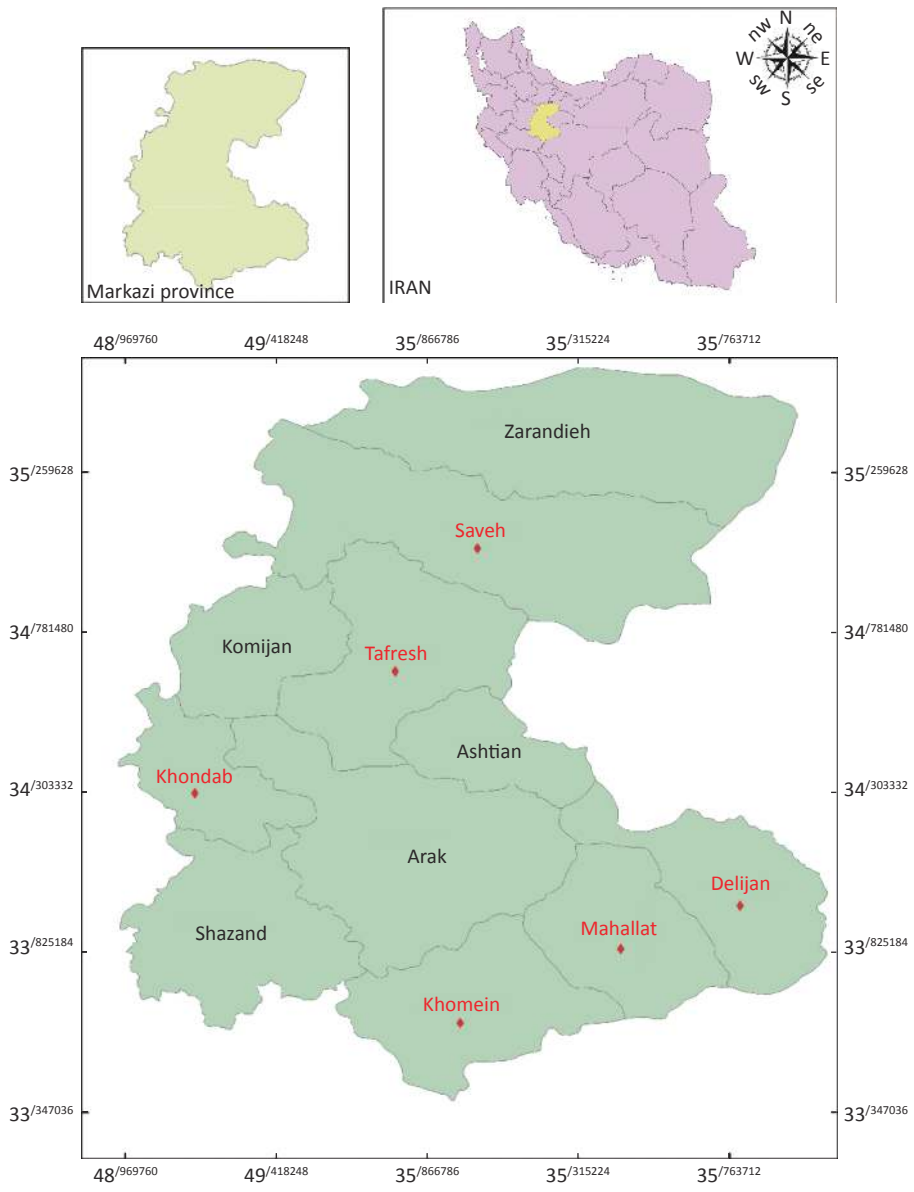 N
nw ne
W E
sw se
S
Markazi province
IRAN
48/969760 49/418248 35/866786 35/315224 35/763712
Zarandieh
35/259628 35/259628
Saveh
34/781480 34/781480
Komijan
Tafresh
Ashtian
Khondab
34/303332 34/303332
Arak
Delijan
Shazand
Mahallat
33/825184 33/825184
Khomein
33/347036 33/347036
48/969760 49/418248 35/866786 35/315224 35/763712